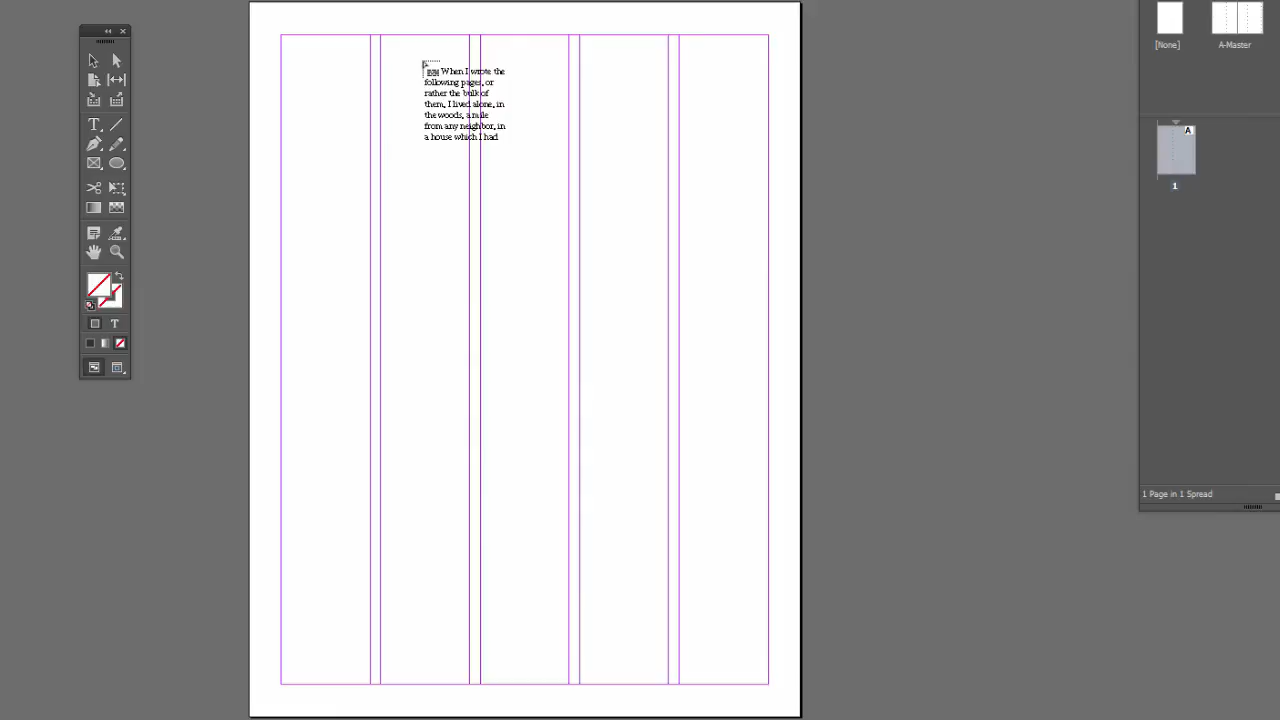 [None]
A-Master
When I wrote the
following pages, or
rather the bulk of
them, I lived alone, in
the woods, a mile
from any neighbor, in
a house which I had
A
1
T
T
1 Page in 1 Spread